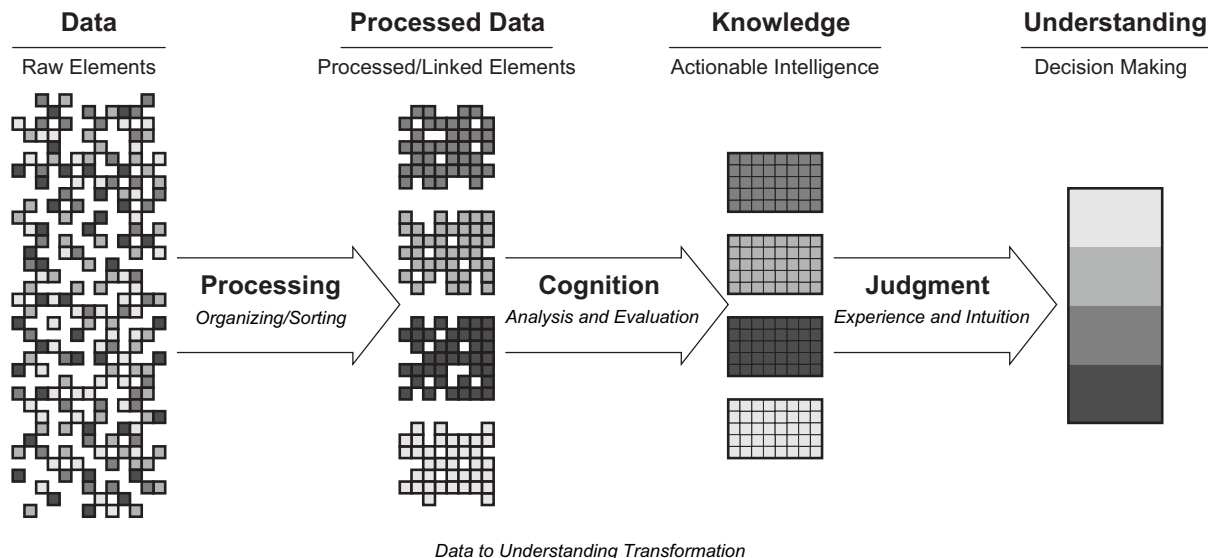 Data
Raw Elements
Processed Data
Processed/Linked Elements
Knowledge
Actionable Intelligence
Understanding
Decision Making
Processing
Organizing/Sorting
Cognition
Analysis and Evaluation
Judgment
Experience and Intuition
Data to Understanding Transformation